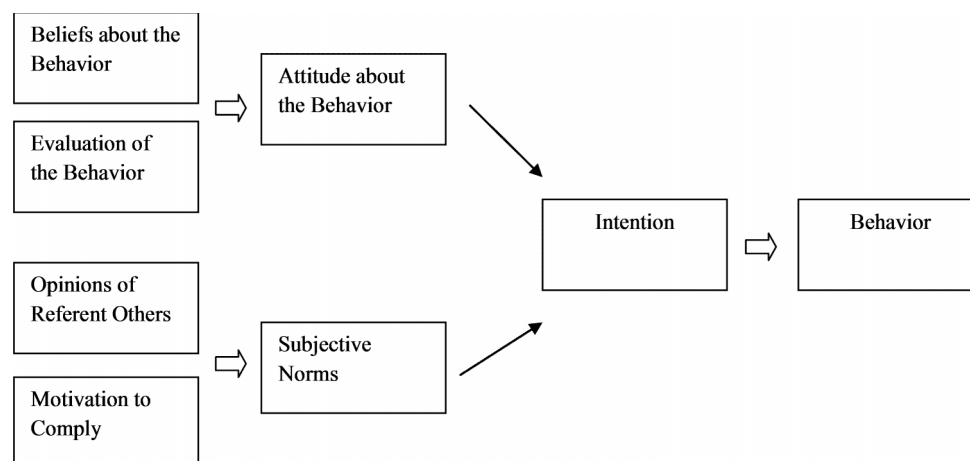 Beliefs about the
Behavior
Evaluation of
the Behavior
Attitude about
the Behavior
Intention
Behavior
Opinions of
Referent Others
Motivation to
Comply
Subjective
Norms